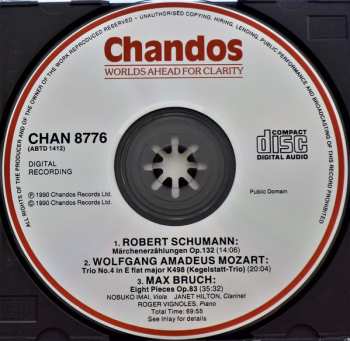 ALL RIGHTS OF THE PRODUCER AND OF THE OWNER OF THE WORK REPRODUCED RESERVED • UNAUTHORISED COPYING, HIRING, LENDING, PUBLIC PERFORMANCE AND BROADCASTING OF THIS RECORD PROHIBITED
Chandos
WORLDS AHEAD FOR CLARITY
CHAN 8776
(ABTD 1412)
DIGITAL
RECORDING
COMPACT
disc
DIGITAL AUDIO
℗ 1990 Chandos Records Ltd.
© 1990 Chandos Records Ltd.
Public Domain
1. ROBERT SCHUMANN:
Märchenerzählungen Op.132 (14:06)
2. WOLFGANG AMADEUS MOZART:
Trio No.4 in E flat major K498 (Kegelstatt-Trio) (20:04)
3. MAX BRUCH:
Eight Pieces Op.83 (35:32)
NOBUKO IMAI, Viola JANET HILTON, Clarinet
ROGER VIGNOLES, Piano
Total Time: 69:55
See inlay for details